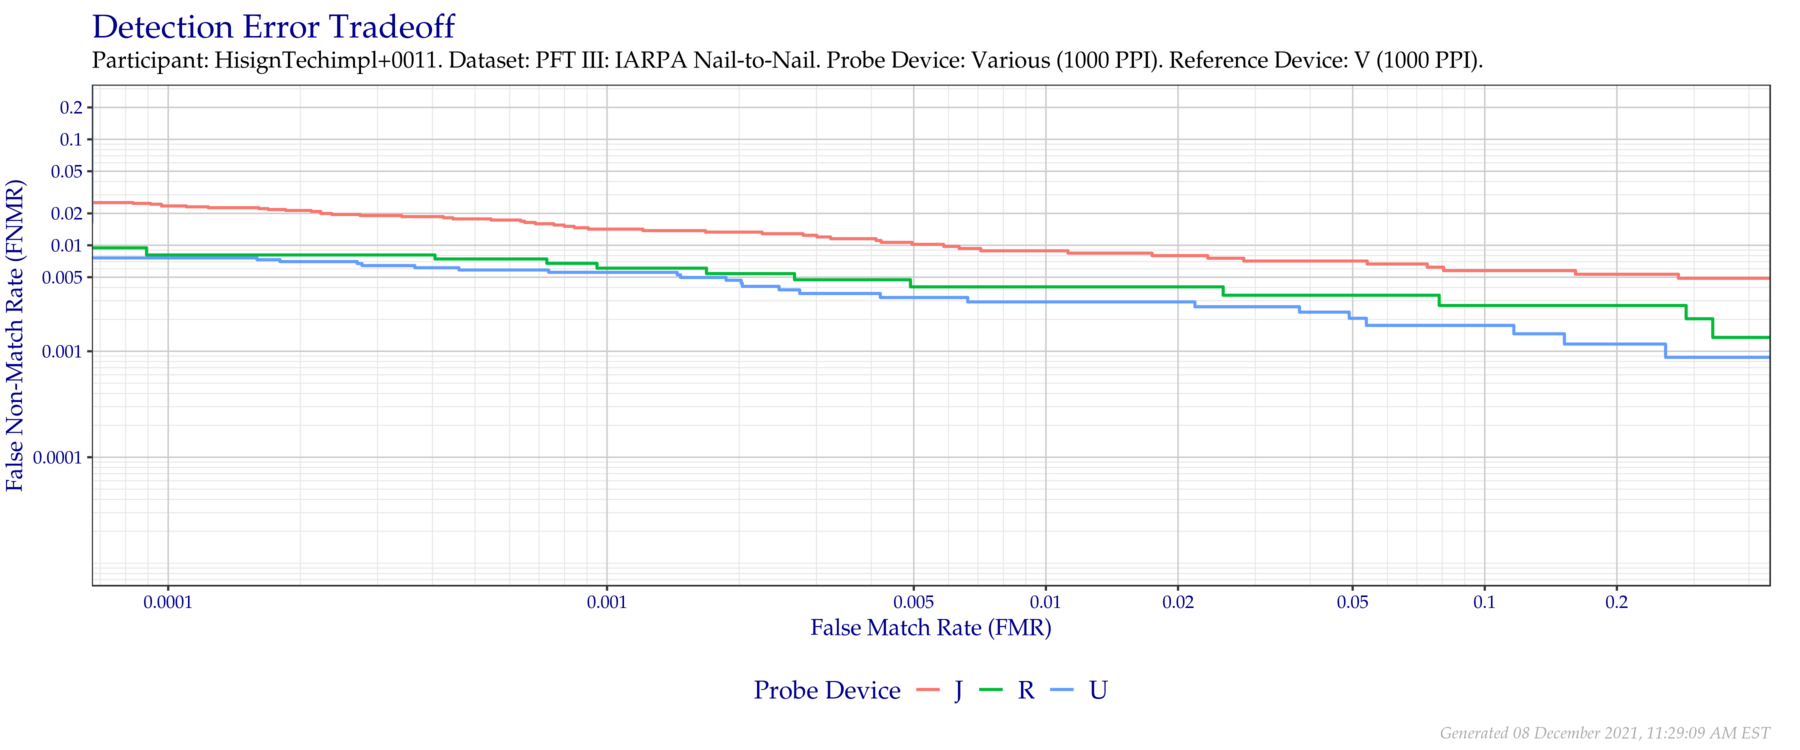 Detection Error Tradeoff
Participant: HisignTechimpl+0011. Dataset: PFT III: IARPA Nail-to-Nail. Probe Device: Various (1000 PPI). Reference Device: V (1000 PPI).
False Non-Match Rate (FNMR)
0.2
0.1
0.05
0.02
0.01
0.005
0.001
0.0001
0.0001 0.001 0.005 0.01 0.02 0.05 0.1 0.2
False Match Rate (FMR)
Probe Device J R U
Generated 08 December 2021, 11:29:09 AM EST